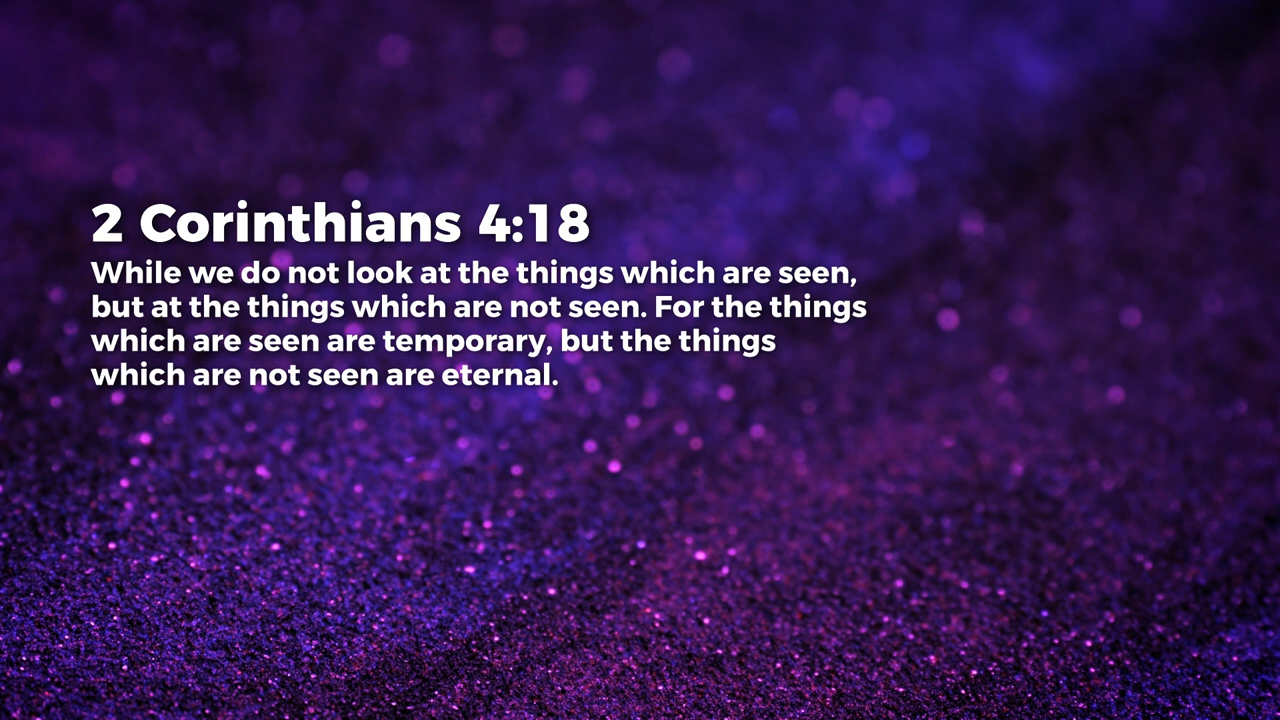 2 Corinthians 4:18
While we do not look at the things which are seen,
but at the things which are not seen. For the things
which are seen are temporary, but the things
which are not seen are eternal.